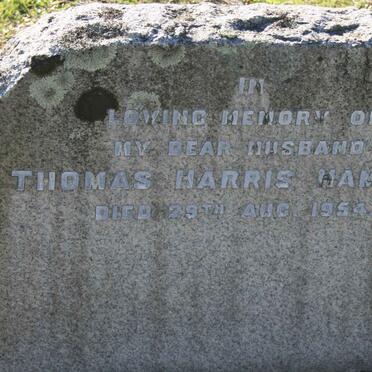 IN
LOVING MEMORY OF
MY DEAR HUSBAND
THOMAS HARRIS
DIED 29TH AUG. 1954